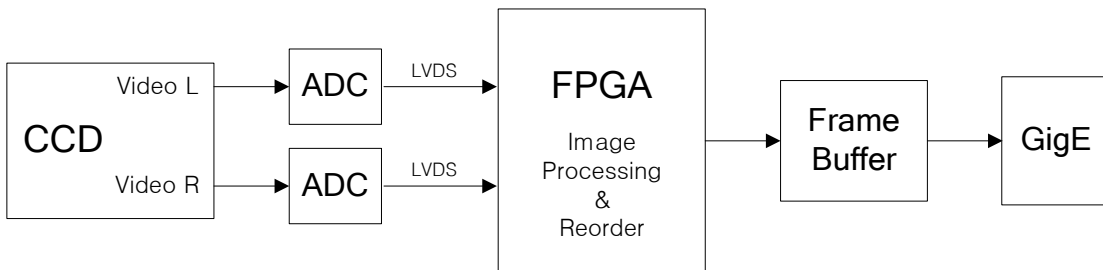 CCD
Video L
Video R
ADC
ADC
LVDS
LVDS
FPGA
Image
Processing
&
Reorder
Frame
Buffer
GigE